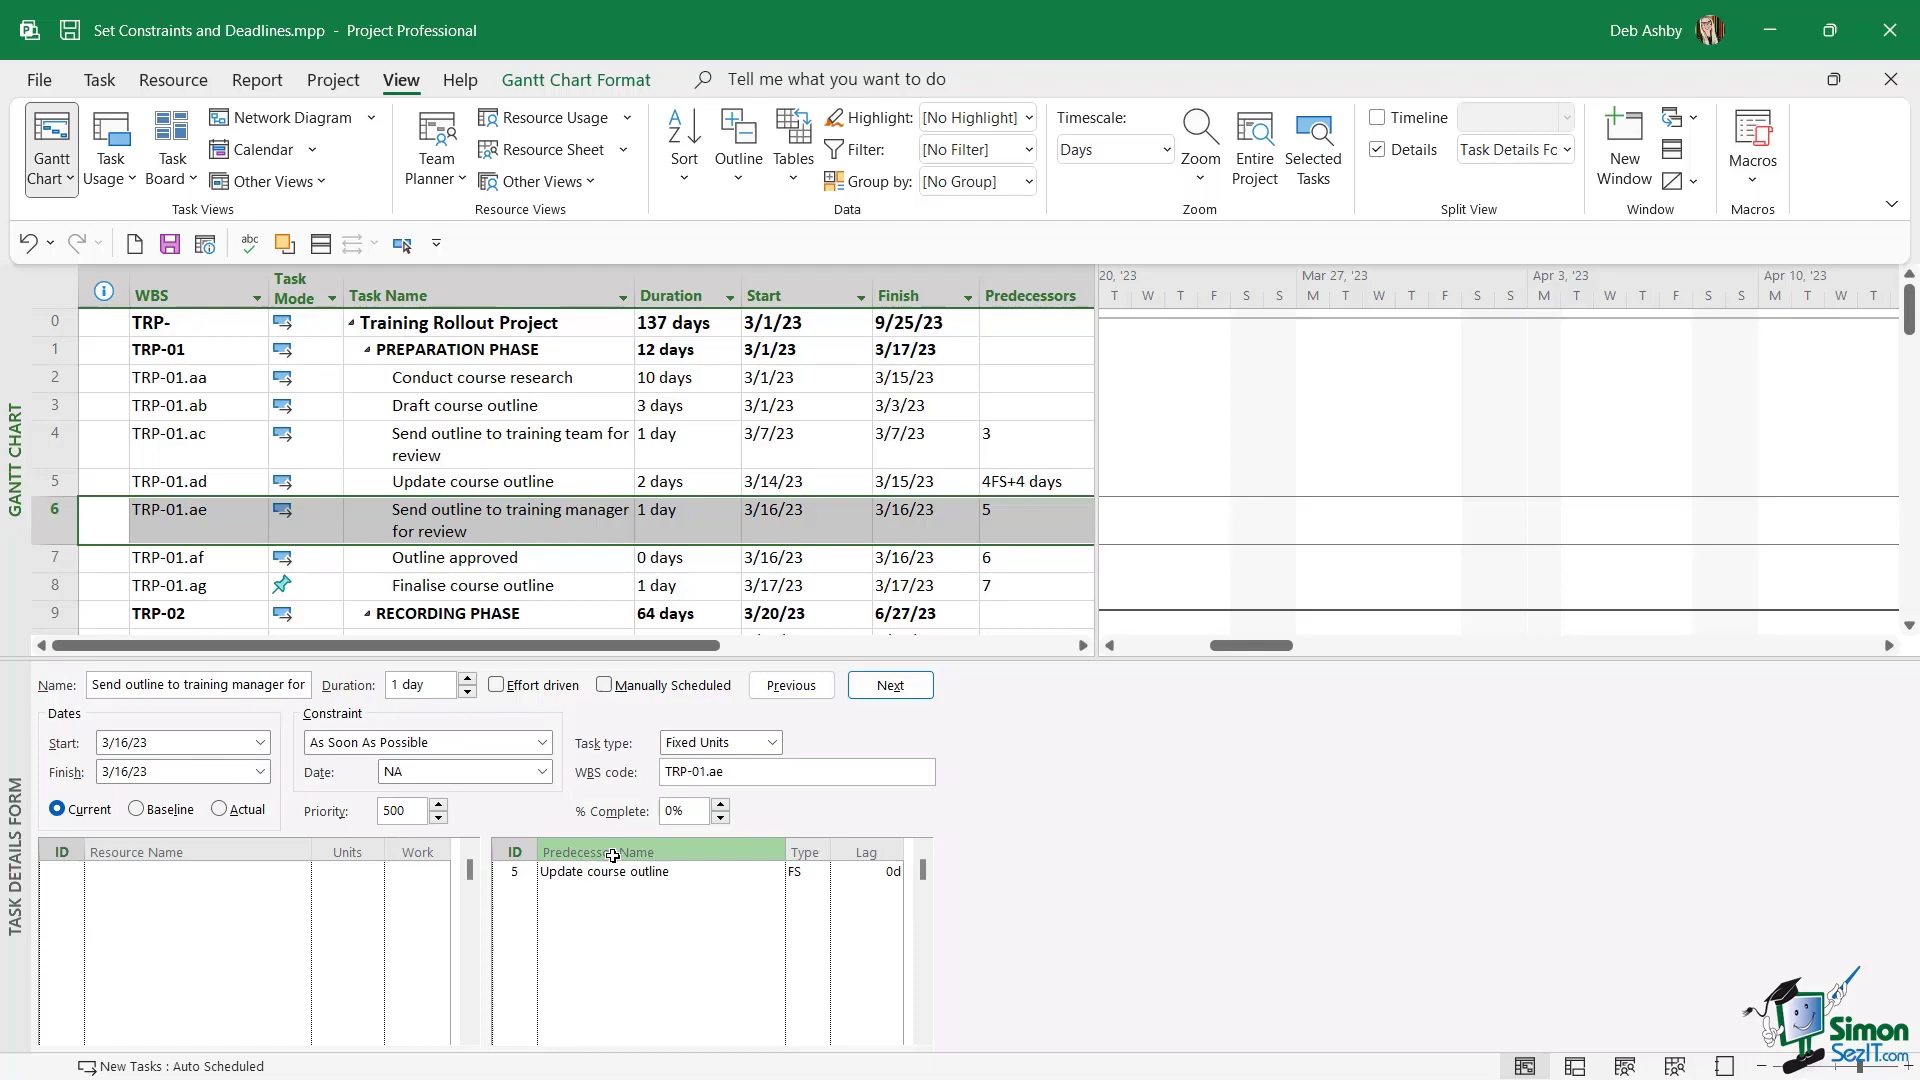 Set Constraints and Deadlines.mpp - Project Professional
Deb Ashby
File Task Resource Report Project View Help Gantt Chart Format Tell me what you want to do
Gantt Chart
Task Usage
Task Board
Network Diagram
Calendar
Other Views
Task Views
Team Planner
Resource Usage
Resource Sheet
Other Views
Resource Views
Sort
Outline
Tables
Highlight: [No Highlight]
Filter: [No Filter]
Group by: [No Group]
Data
Timescale:
Days
Zoom
Entire Project
Selected Tasks
Zoom
Timeline
Details Task Details Fo
Split View
New Window
Window
Macros
Macros
abc
GANTT CHART
WBS Task Mode Task Name Duration Start Finish Predecessors
20, '23 Mar 27, '23 Apr 3, '23 Apr 10, '23
T W T F S S M T W T F S S M T W T F S S M T W T
0 TRP- Training Rollout Project 137 days 3/1/23 9/25/23
1 TRP-01 PREPARATION PHASE 12 days 3/1/23 3/17/23
2 TRP-01.aa Conduct course research 10 days 3/1/23 3/15/23
3 TRP-01.ab Draft course outline 3 days 3/1/23 3/3/23
4 TRP-01.ac Send outline to training team for review 1 day 3/7/23 3/7/23 3
5 TRP-01.ad Update course outline 2 days 3/14/23 3/15/23 4FS+4 days
6 TRP-01.ae Send outline to training manager for review 1 day 3/16/23 3/16/23 5
7 TRP-01.af Outline approved 0 days 3/16/23 3/16/23 6
8 TRP-01.ag Finalise course outline 1 day 3/17/23 3/17/23 7
9 TRP-02 RECORDING PHASE 64 days 3/20/23 6/27/23
TASK DETAILS FORM
Name: Send outline to training manager for Duration: 1 day Effort driven Manually Scheduled Previous Next
Dates
Start: 3/16/23
Finish: 3/16/23
Current Baseline Actual
Constraint
As Soon As Possible
Date: NA
Priority: 500
Task type: Fixed Units
WBS code: TRP-01.ae
% Complete: 0%
ID Resource Name Units Work
ID Predecessor Name Type Lag
5 Update course outline FS 0d
New Tasks : Auto Scheduled
Simon
SezIT.com